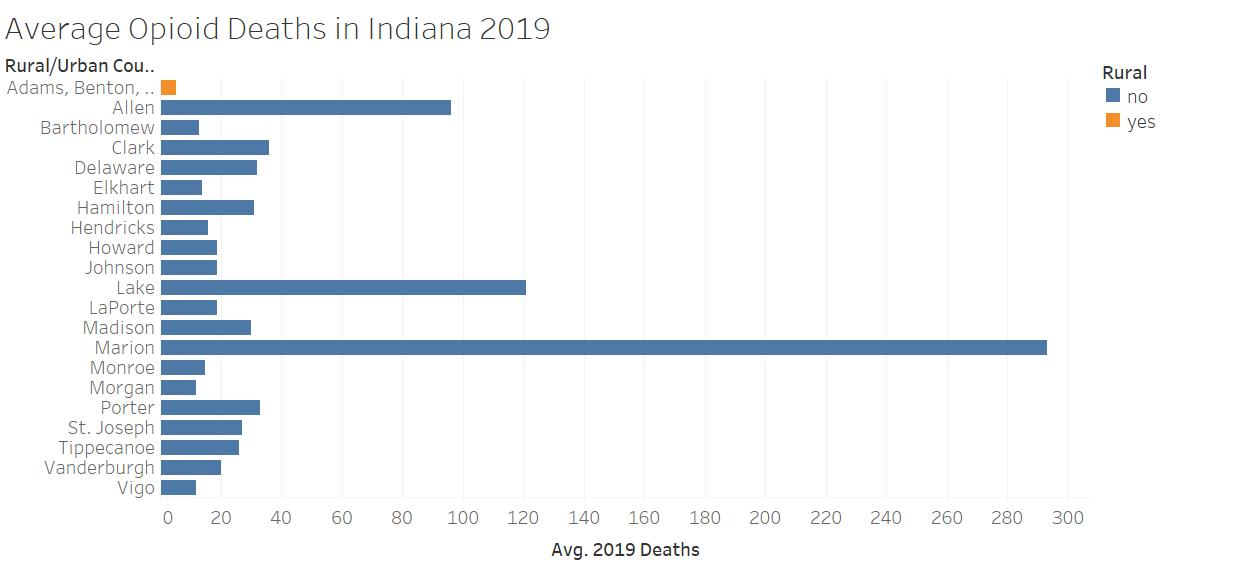 Average Opioid Deaths in Indiana 2019
Rural/Urban Cou..
Adams, Benton, ..
Allen
Bartholomew
Clark
Delaware
Elkhart
Hamilton
Hendricks
Howard
Johnson
Lake
LaPorte
Madison
Marion
Monroe
Morgan
Porter
St. Joseph
Tippecanoe
Vanderburgh
Vigo
0 20 40 60 80 100 120 140 160 180 200 220 240 260 280 300
Avg. 2019 Deaths
Rural
no
yes